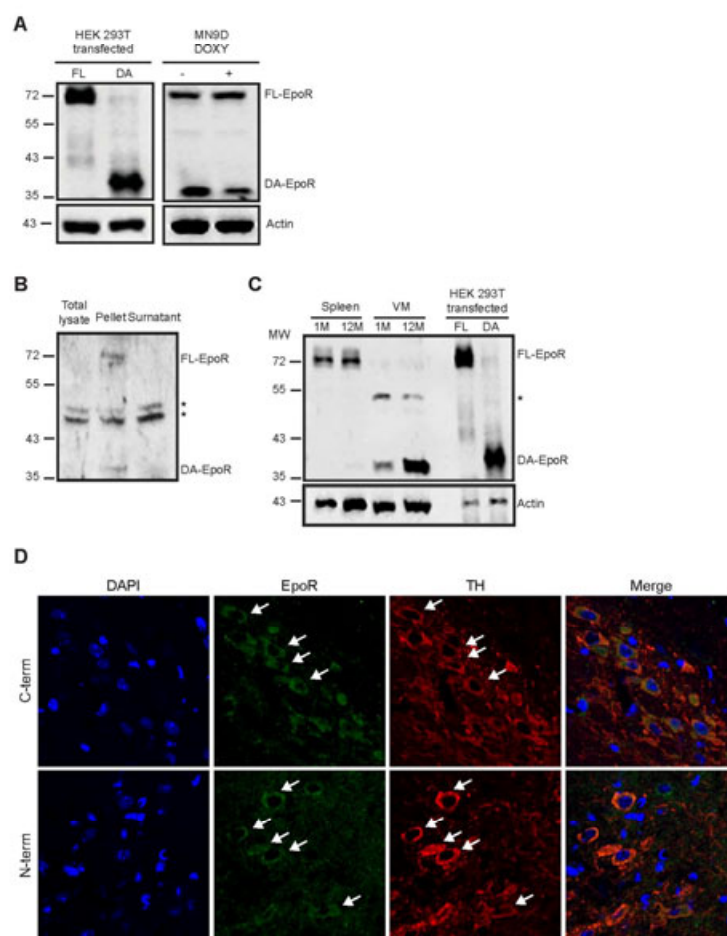 A
HEK 293T transfected
MN9D DOXY
FL DA - +
72
55
43
35
43
FL-EpoR
DA-EpoR
Actin
B
Total lysate Pellet Surnatant
72
55
43
35
FL-EpoR
*
*
DA-EpoR
C
Spleen VM HEK 293T transfected
MW 1M 12M 1M 12M FL DA
72
55
43
35
43
FL-EpoR
*
DA-EpoR
Actin
D
DAPI EpoR TH Merge
C-term
N-term